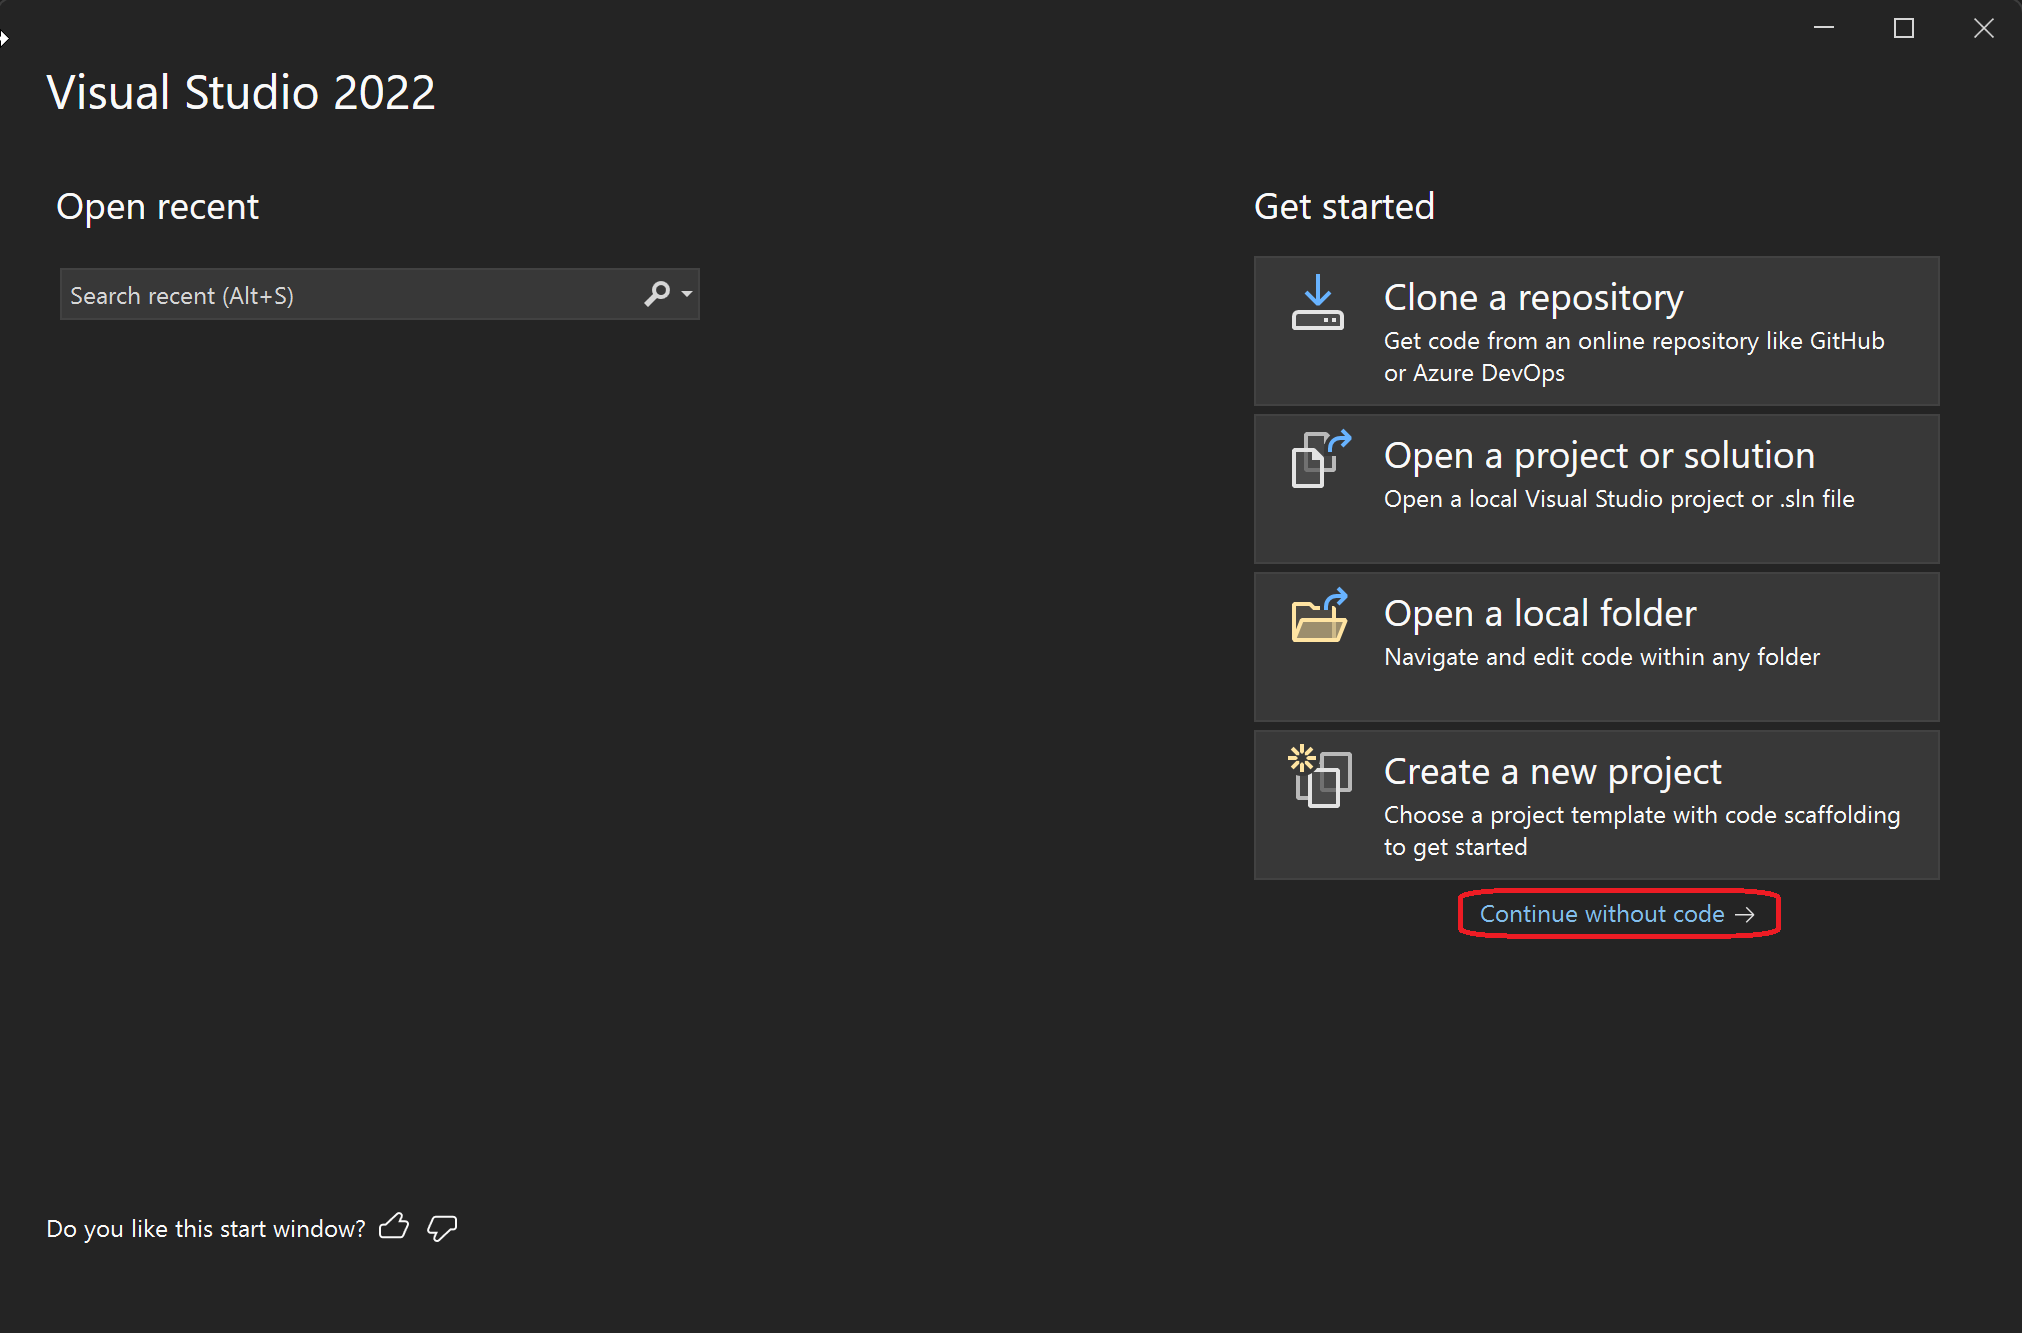 Visual Studio 2022
Open recent
Search recent (Alt+S)
Get started
Clone a repository
Get code from an online repository like GitHub
or Azure DevOps
Open a project or solution
Open a local Visual Studio project or .sln file
Open a local folder
Navigate and edit code within any folder
Create a new project
Choose a project template with code scaffolding
to get started
Continue without code →
Do you like this start window?